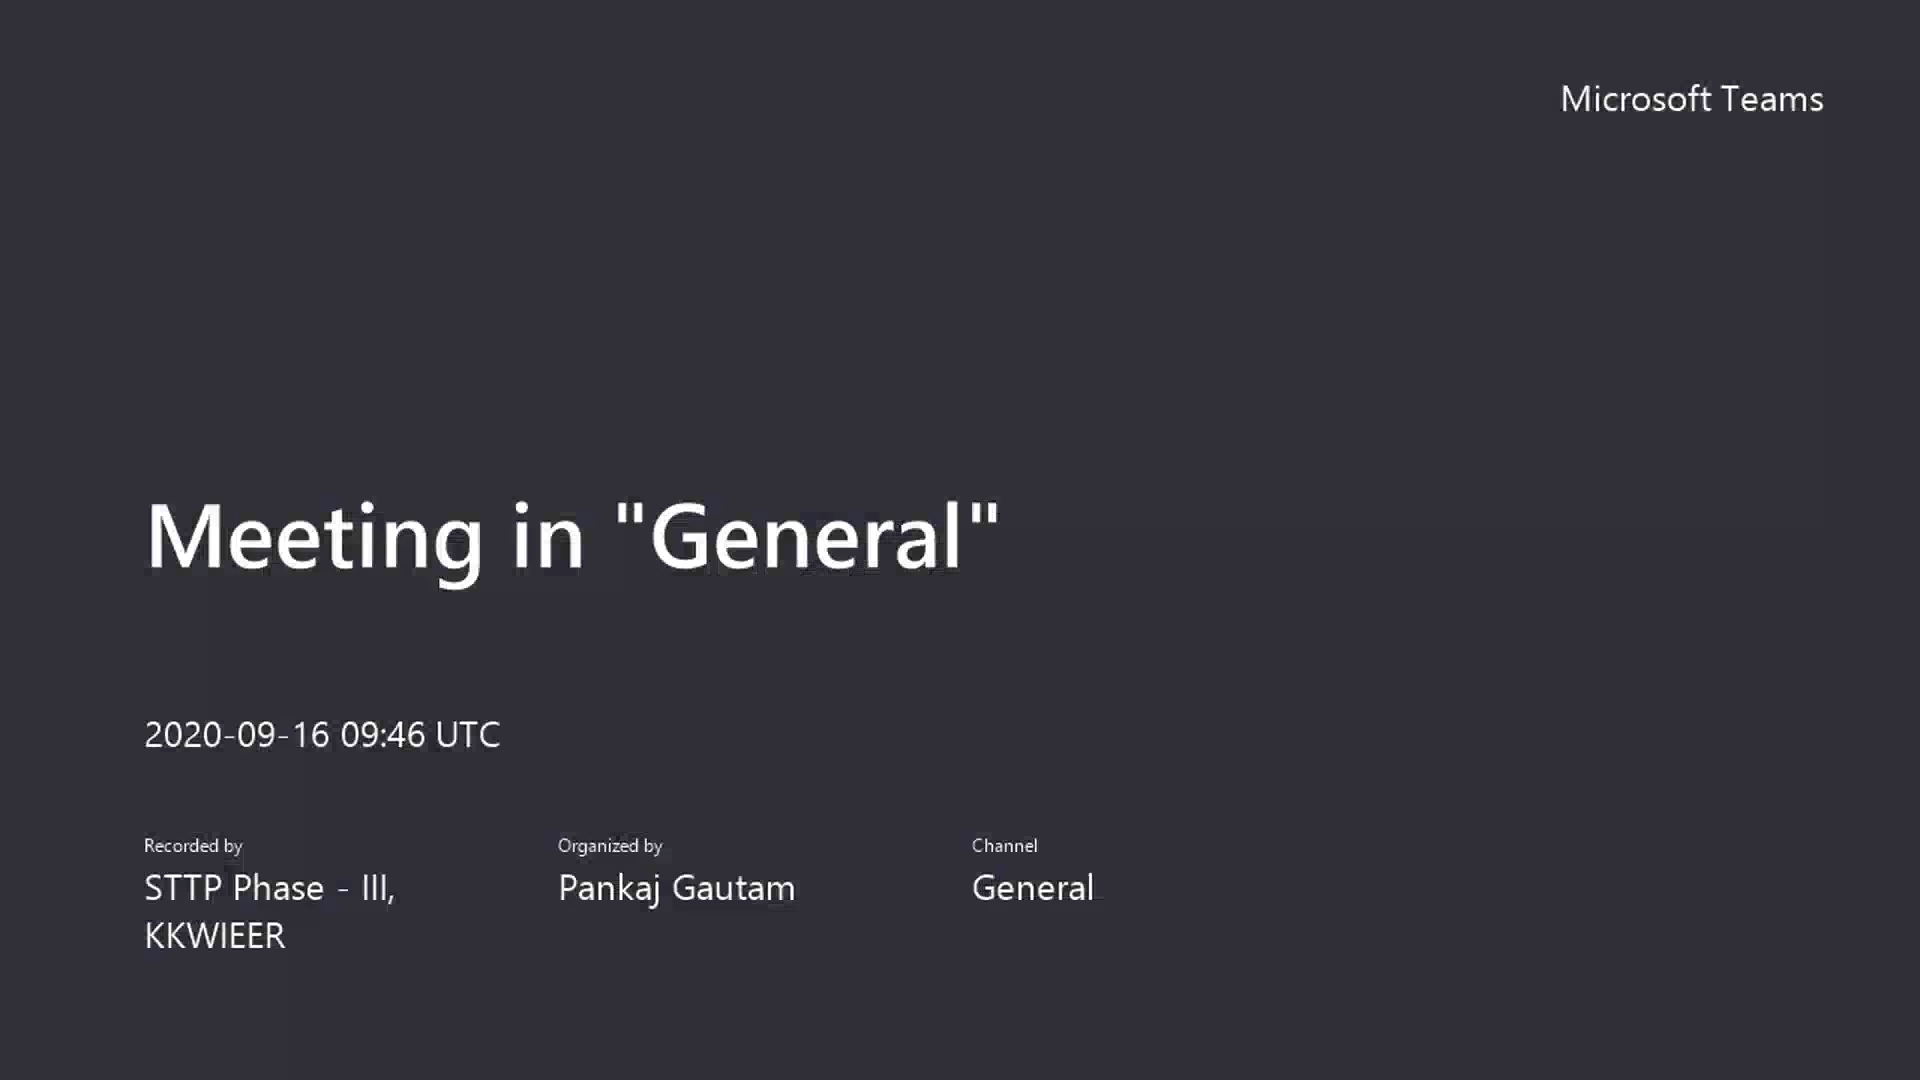 Microsoft Teams
Meeting in "General"
2020-09-16 09:46 UTC
Recorded by
STTP Phase - III,
KKWIEER
Organized by
Pankaj Gautam
Channel
General